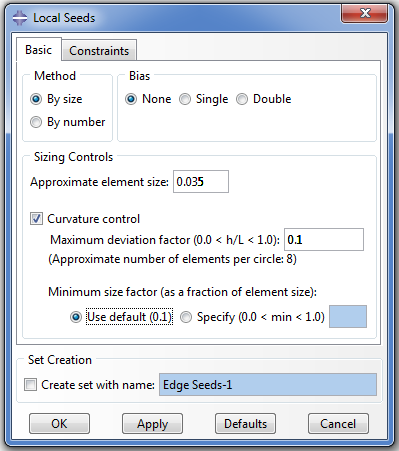 Local Seeds
Basic Constraints
Method
By size
By number
Bias
None Single Double
Sizing Controls
Approximate element size: 0.035
Curvature control
Maximum deviation factor (0.0 < h/L < 1.0): 0.1
(Approximate number of elements per circle: 8)
Minimum size factor (as a fraction of element size):
Use default (0.1) Specify (0.0 < min < 1.0)
Set Creation
Create set with name: Edge Seeds-1
OK Apply Defaults Cancel